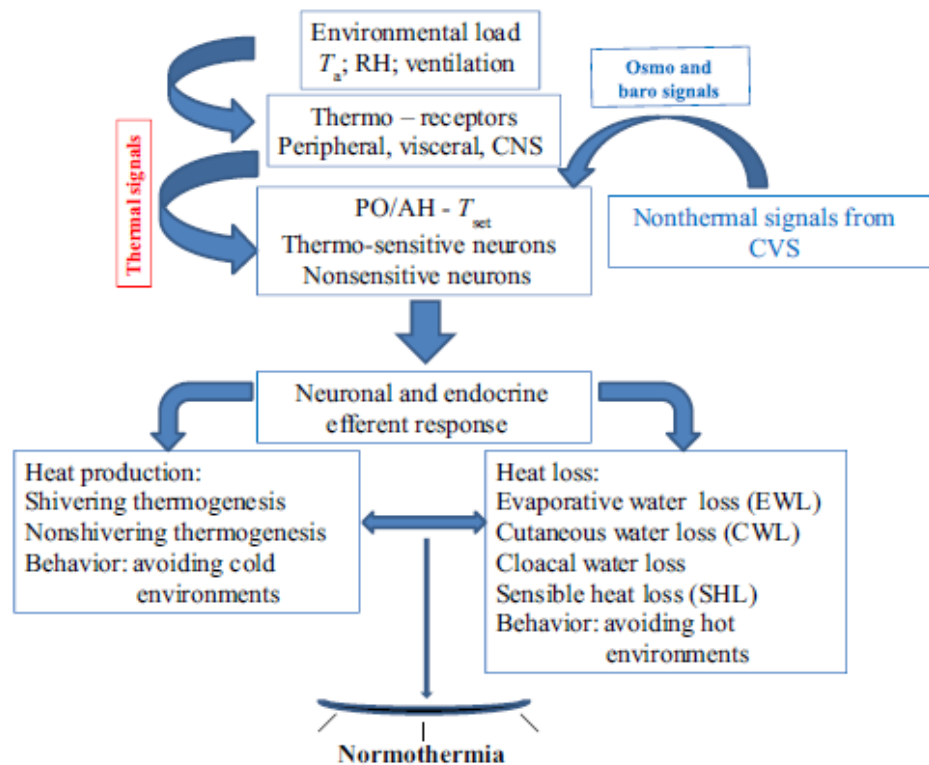 Environmental load
Ta; RH; ventilation
Osmo and
baro signals
Thermo – receptors
Peripheral, visceral, CNS
Thermal signals
PO/AH - Tset
Thermo-sensitive neurons
Nonsensitive neurons
Nonthermal signals from
CVS
Neuronal and endocrine
efferent response
Heat production:
Shivering thermogenesis
Nonshivering thermogenesis
Behavior: avoiding cold
environments
Heat loss:
Evaporative water loss (EWL)
Cutaneous water loss (CWL)
Cloacal water loss
Sensible heat loss (SHL)
Behavior: avoiding hot
environments
Normothermia